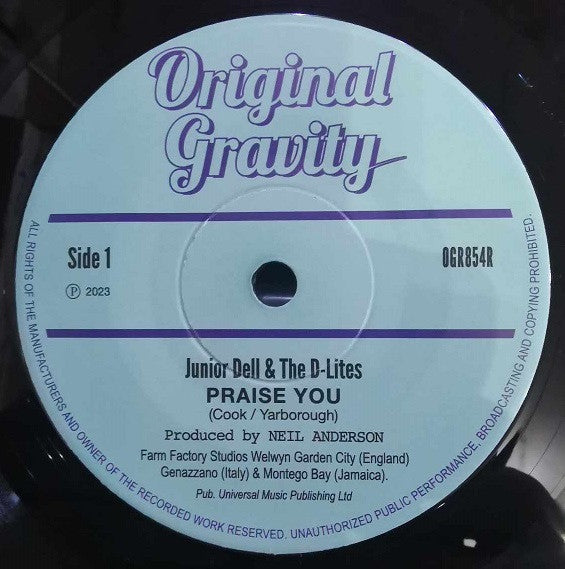 Original
Gravity
Side 1
OGR854R
Ⓟ 2023
Junior Dell & The D-Lites
PRAISE YOU
(Cook / Yarborough)
Produced by NEIL ANDERSON
Farm Factory Studios Welwyn Garden City (England)
Genazzano (Italy) & Montego Bay (Jamaica).
Pub. Universal Music Publishing Ltd
ALL RIGHTS OF THE MANUFACTURERS AND OWNER OF THE RECORDED WORK RESERVED. UNAUTHORIZED PUBLIC PERFORMANCE, BROADCASTING AND COPYING PROHIBITED.